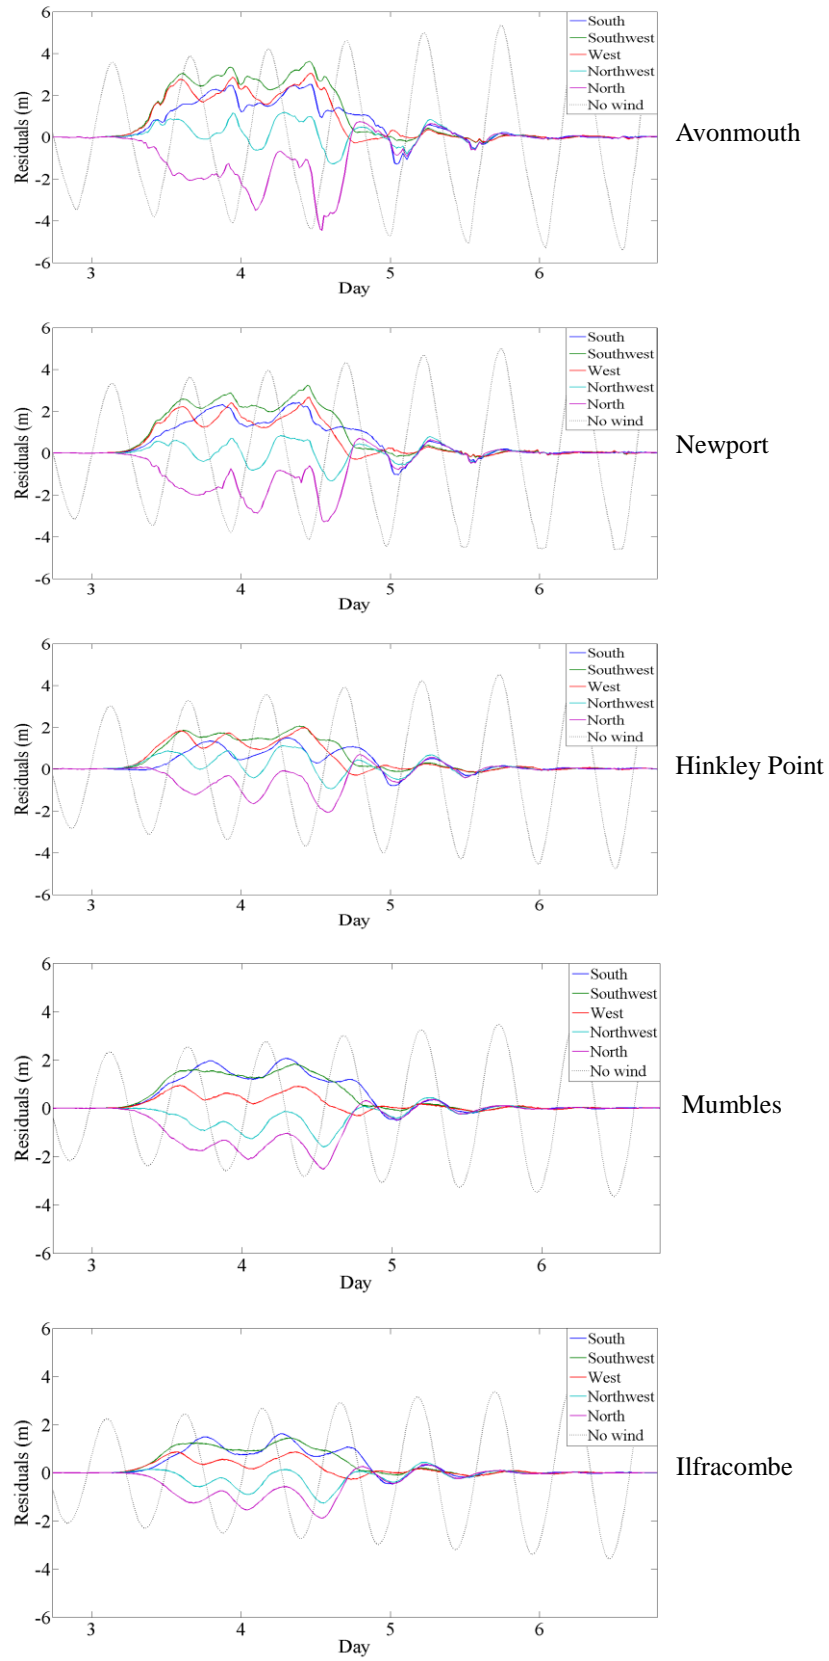 6
4
2
0
-2
-4
-6
Residuals (m)
South
Southwest
West
Northwest
North
No wind
3
4
5
6
Day
Avonmouth
6
4
2
0
-2
-4
-6
Residuals (m)
South
Southwest
West
Northwest
North
No wind
3
4
5
6
Day
Newport
6
4
2
0
-2
-4
-6
Residuals (m)
South
Southwest
West
Northwest
North
No wind
3
4
5
6
Day
Hinkley Point
6
4
2
0
-2
-4
-6
Residuals (m)
South
Southwest
West
Northwest
North
No wind
3
4
5
6
Day
Mumbles
6
4
2
0
-2
-4
-6
Residuals (m)
South
Southwest
West
Northwest
North
No wind
3
4
5
6
Day
Ilfracombe